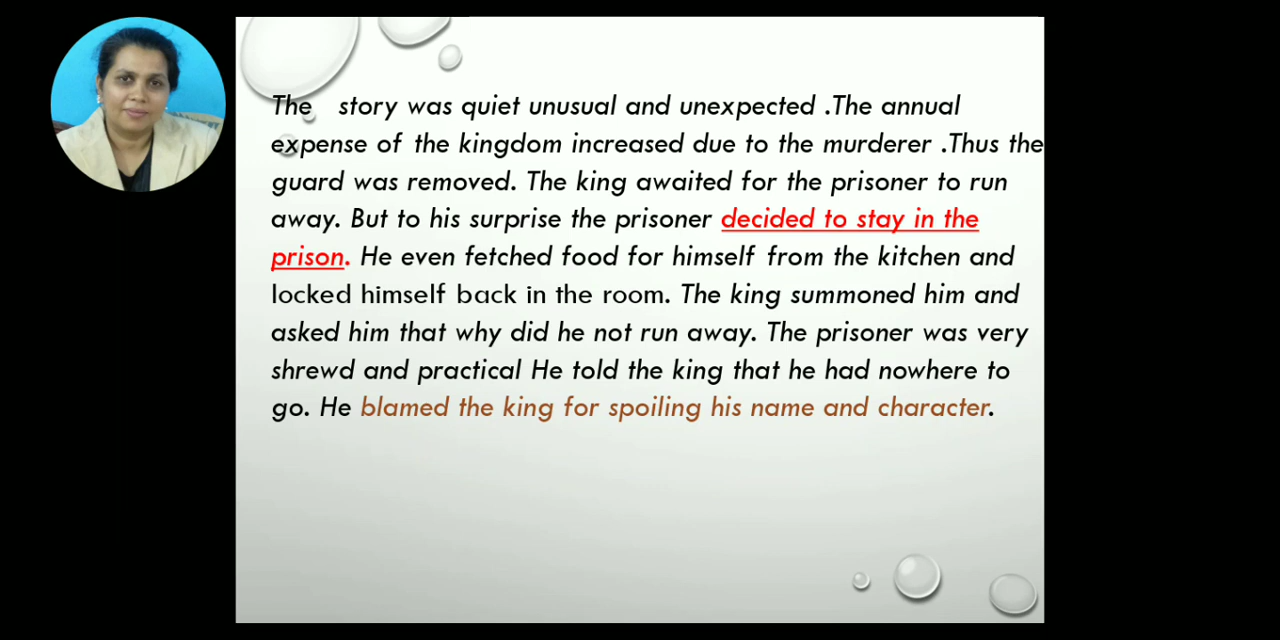 The story was quiet unusual and unexpected .The annual
expense of the kingdom increased due to the murderer .Thus the
guard was removed. The king awaited for the prisoner to run
away. But to his surprise the prisoner decided to stay in the
prison. He even fetched food for himself from the kitchen and
locked himself back in the room. The king summoned him and
asked him that why did he not run away. The prisoner was very
shrewd and practical He told the king that he had nowhere to
go. He blamed the king for spoiling his name and character.